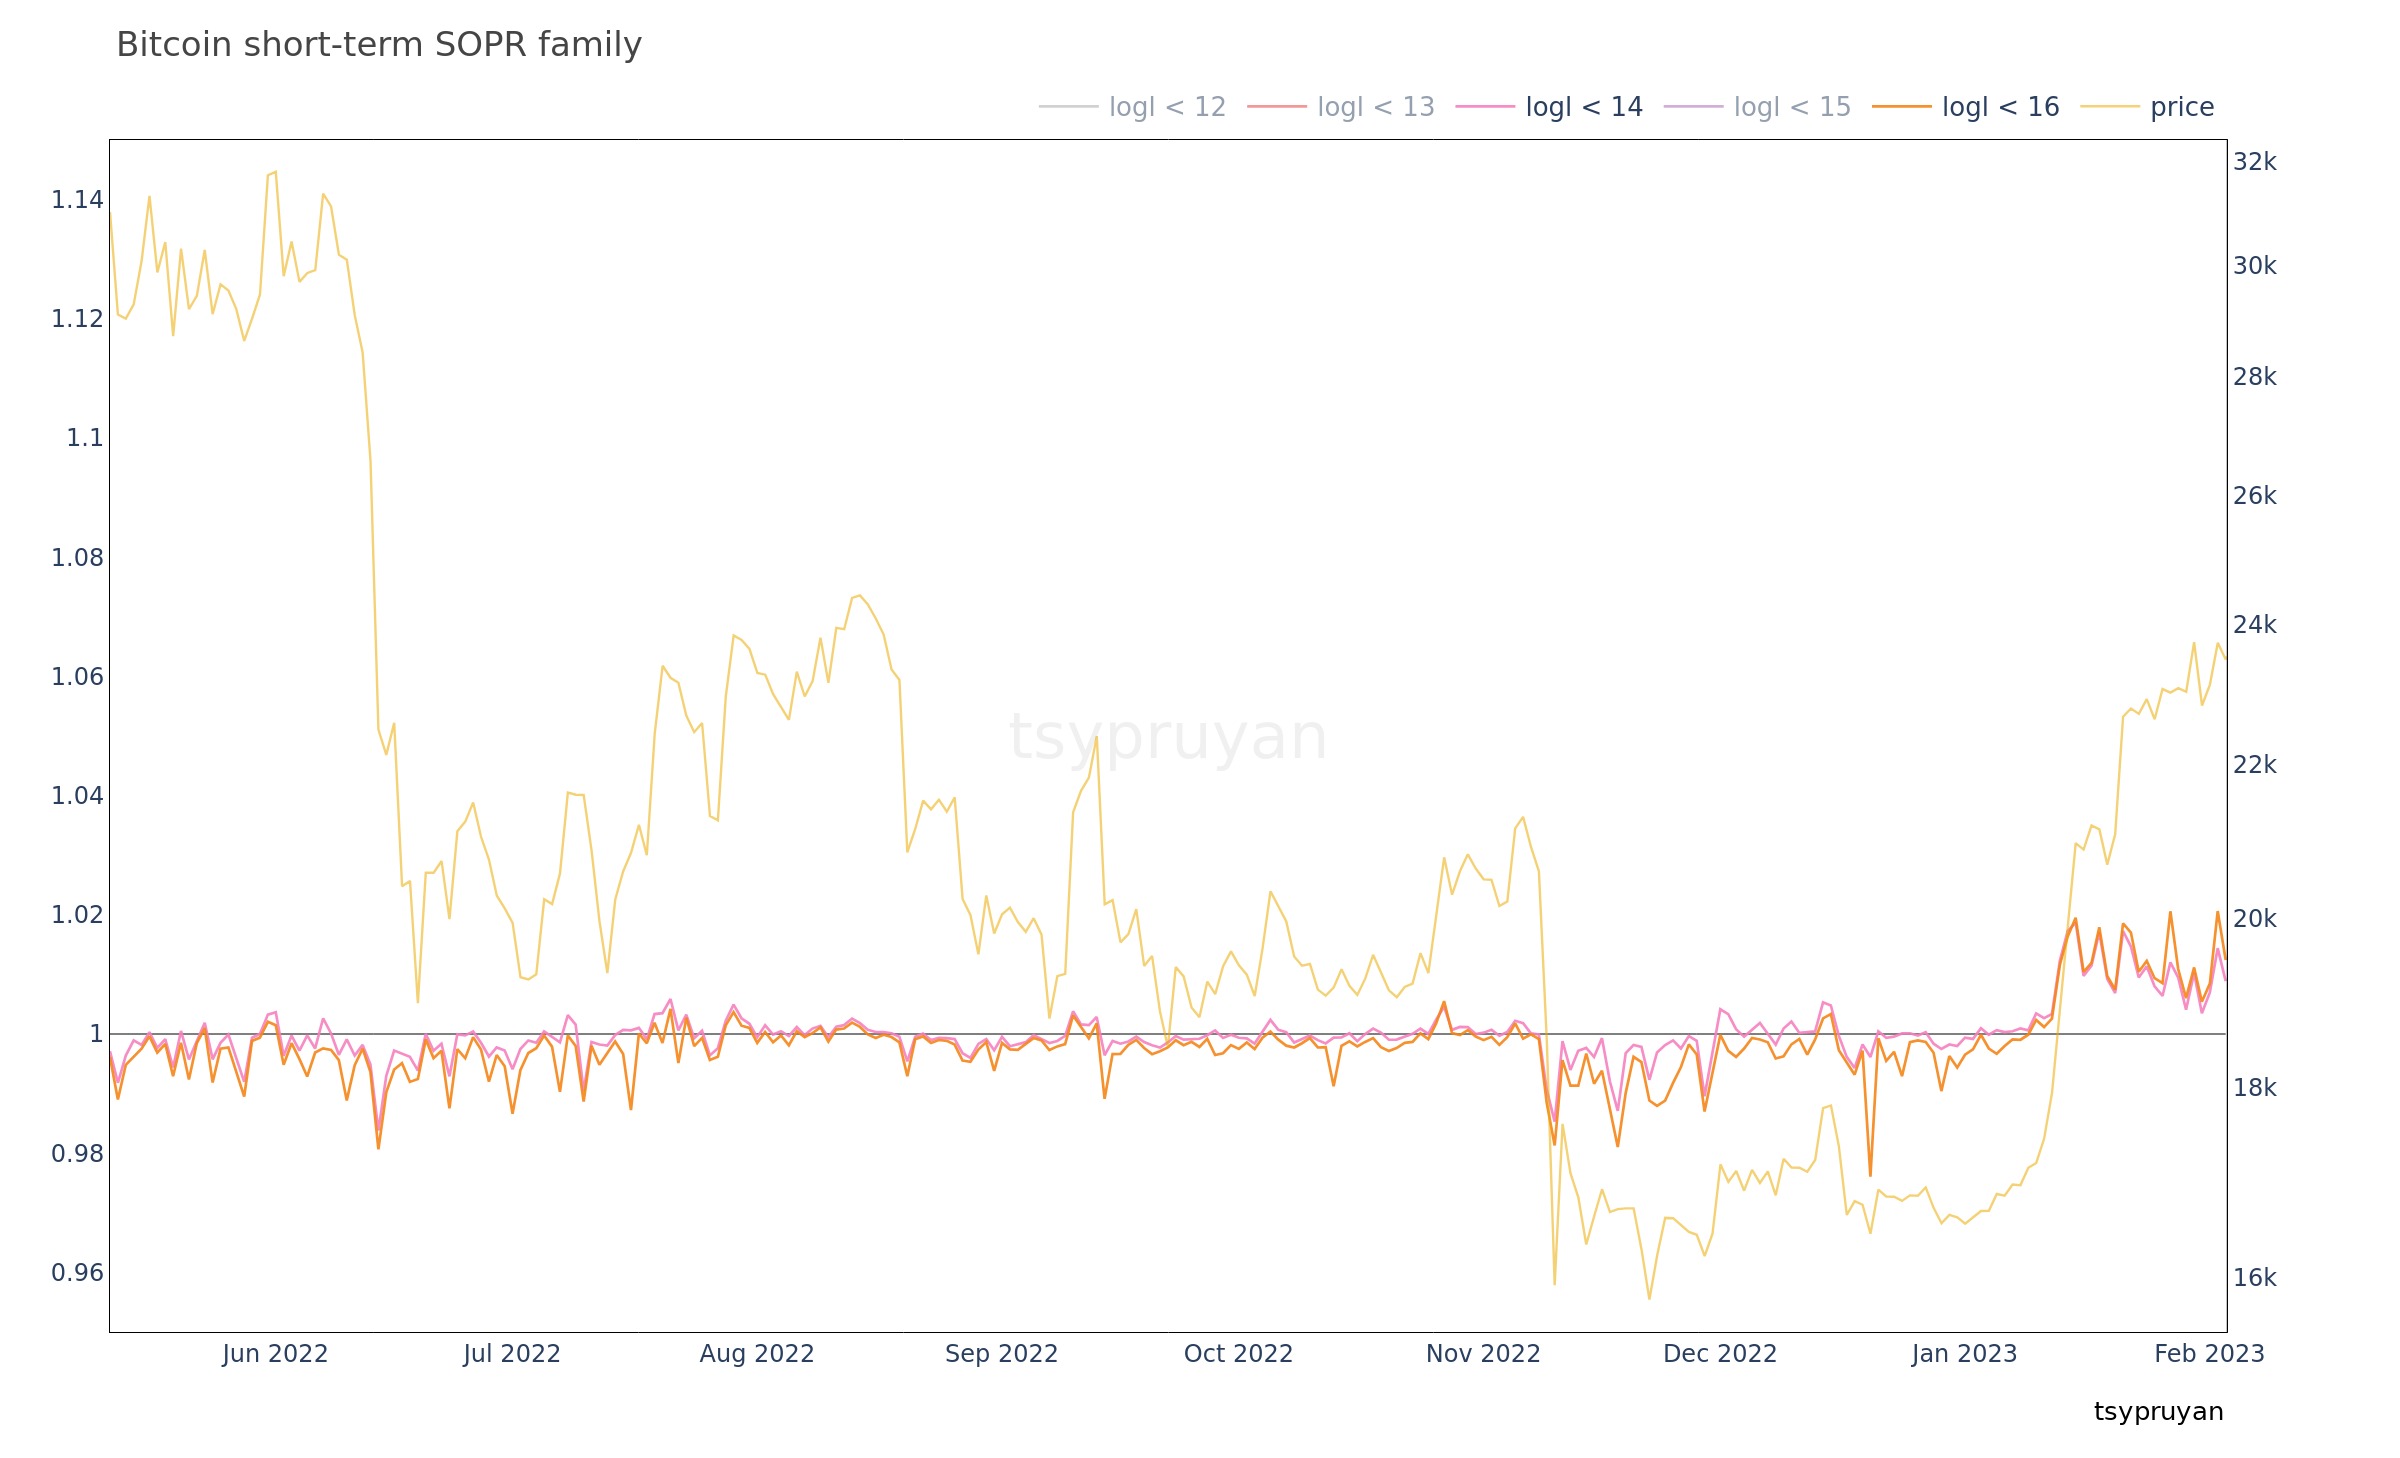 Bitcoin short-term SOPR family
logl < 12 logl < 13 logl < 14 logl < 15 logl < 16 price
1.14
1.12
1.1
1.08
1.06
1.04
1.02
1
0.98
0.96
32k
30k
28k
26k
24k
22k
20k
18k
16k
tsypruyan
Jun 2022 Jul 2022 Aug 2022 Sep 2022 Oct 2022 Nov 2022 Dec 2022 Jan 2023 Feb 2023
tsypruyan